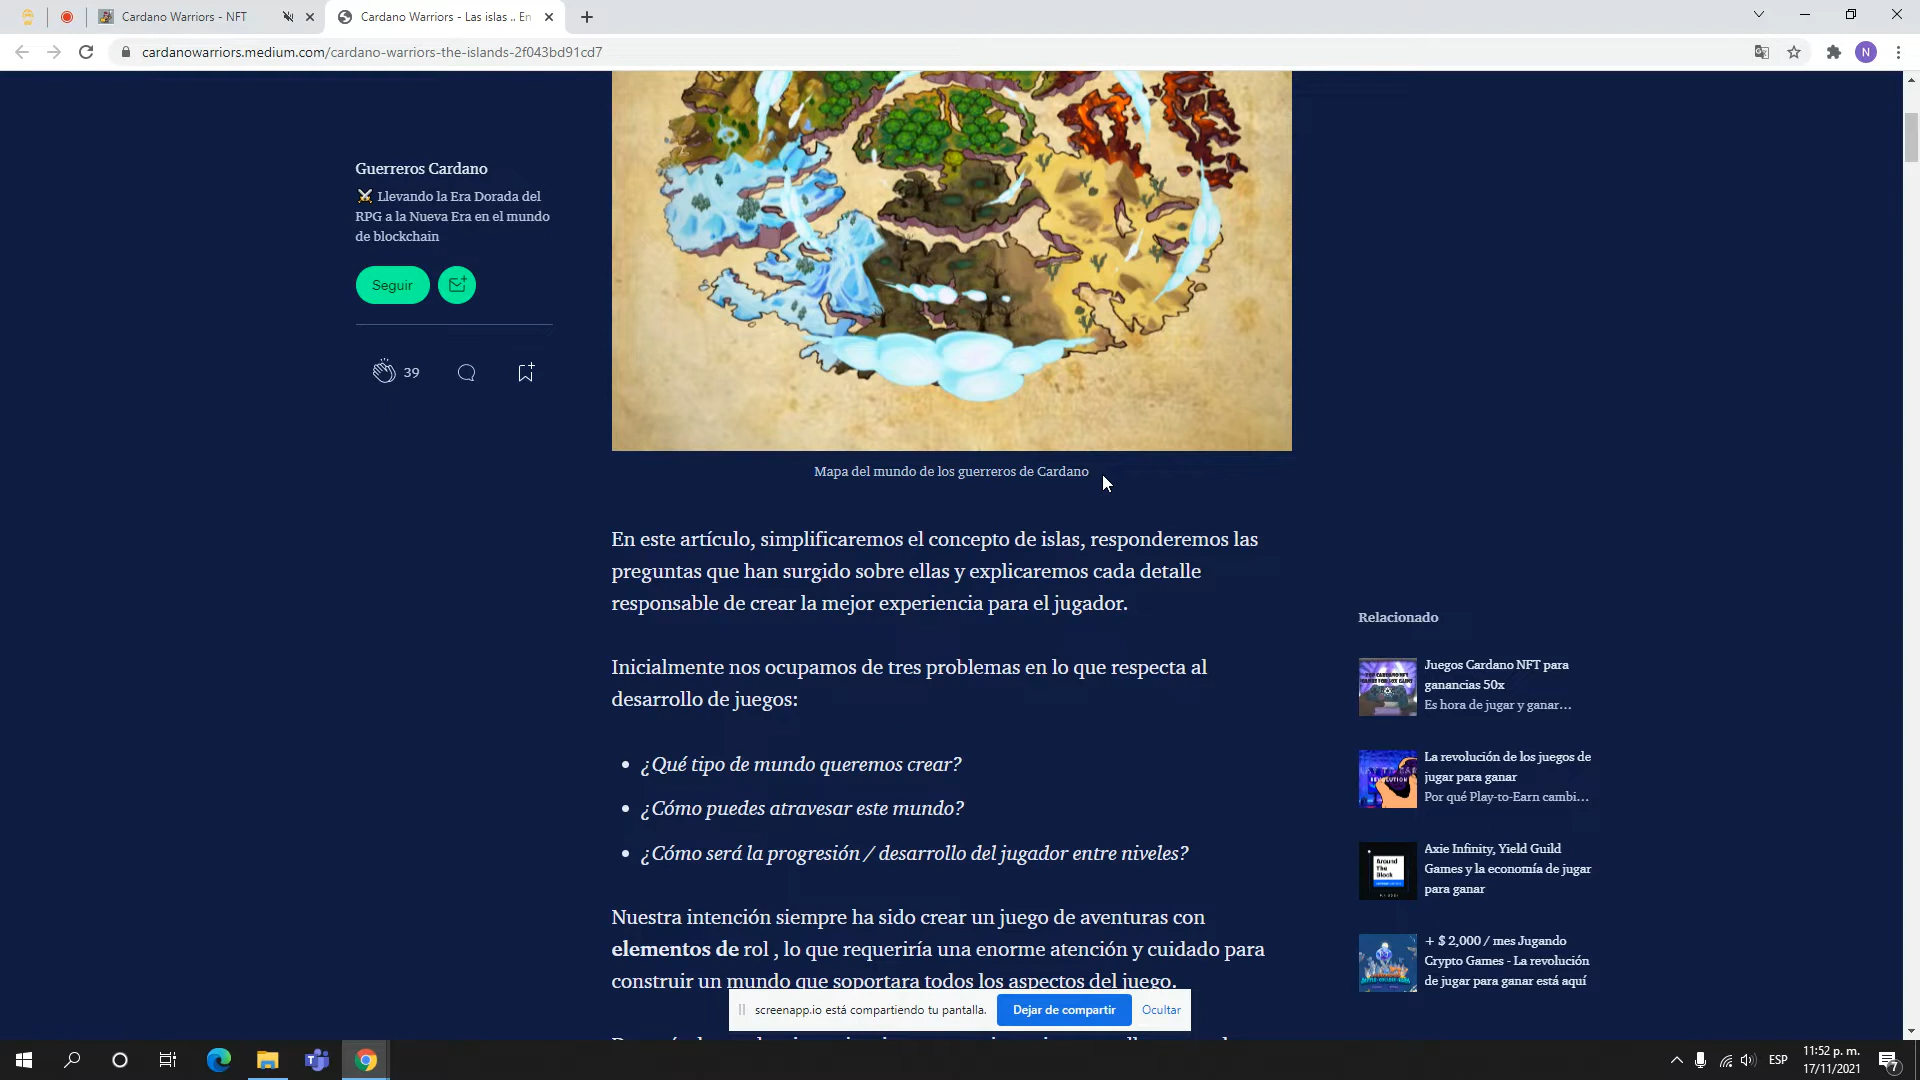 Cardano Warriors - NFT
Cardano Warriors - Las islas .. En
cardanowarriors.medium.com/cardano-warriors-the-islands-2f043bd91cd7
N
Guerreros Cardano
Llevando la Era Dorada del
RPG a la Nueva Era en el mundo
de blockchain
Seguir
39
Mapa del mundo de los guerreros de Cardano
En este artículo, simplificaremos el concepto de islas, responderemos las
preguntas que han surgido sobre ellas y explicaremos cada detalle
responsable de crear la mejor experiencia para el jugador.
Inicialmente nos ocupamos de tres problemas en lo que respecta al
desarrollo de juegos:
• ¿Qué tipo de mundo queremos crear?
• ¿Cómo puedes atravesar este mundo?
• ¿Cómo será la progresión / desarrollo del jugador entre niveles?
Nuestra intención siempre ha sido crear un juego de aventuras con
elementos de rol , lo que requeriría una enorme atención y cuidado para
construir un mundo que soportara todos los aspectos del juego.
Relacionado
Juegos Cardano NFT para
ganancias 50x
Es hora de jugar y ganar…
La revolución de los juegos de
jugar para ganar
Por qué Play-to-Earn cambi…
Around
The
Block
Axie Infinity, Yield Guild
Games y la economía de jugar
para ganar
+ $ 2,000 / mes Jugando
Crypto Games - La revolución
de jugar para ganar está aquí
screenapp.io está compartiendo tu pantalla.
Dejar de compartir
Ocultar
ESP
11:52 p. m.
17/11/2021
7